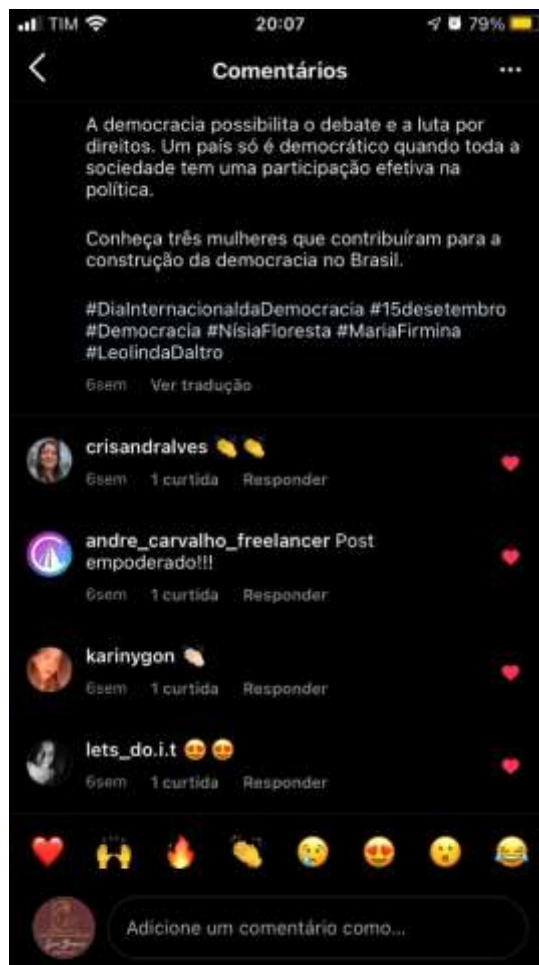 TIM 20:07 79%
Comentários
A democracia possibilita o debate e a luta por
direitos. Um país só é democrático quando toda a
sociedade tem uma participação efetiva na
política.
Conheça três mulheres que contribuíram para a
construção da democracia no Brasil.
#DiaInternacionaldaDemocracia #15desetembro
#Democracia #NísiaFloresta #MariaFirmina
#LeolindaDaltro
6sem Ver tradução
crisandralves 👏👏
6sem 1 curtida Responder
andre_carvalho_freelancer Post
empoderado!!!
6sem 1 curtida Responder
karinygon 👏🏻
6sem 1 curtida Responder
lets_do.i.t 😍😍
6sem 1 curtida Responder
Adicione um comentário como...